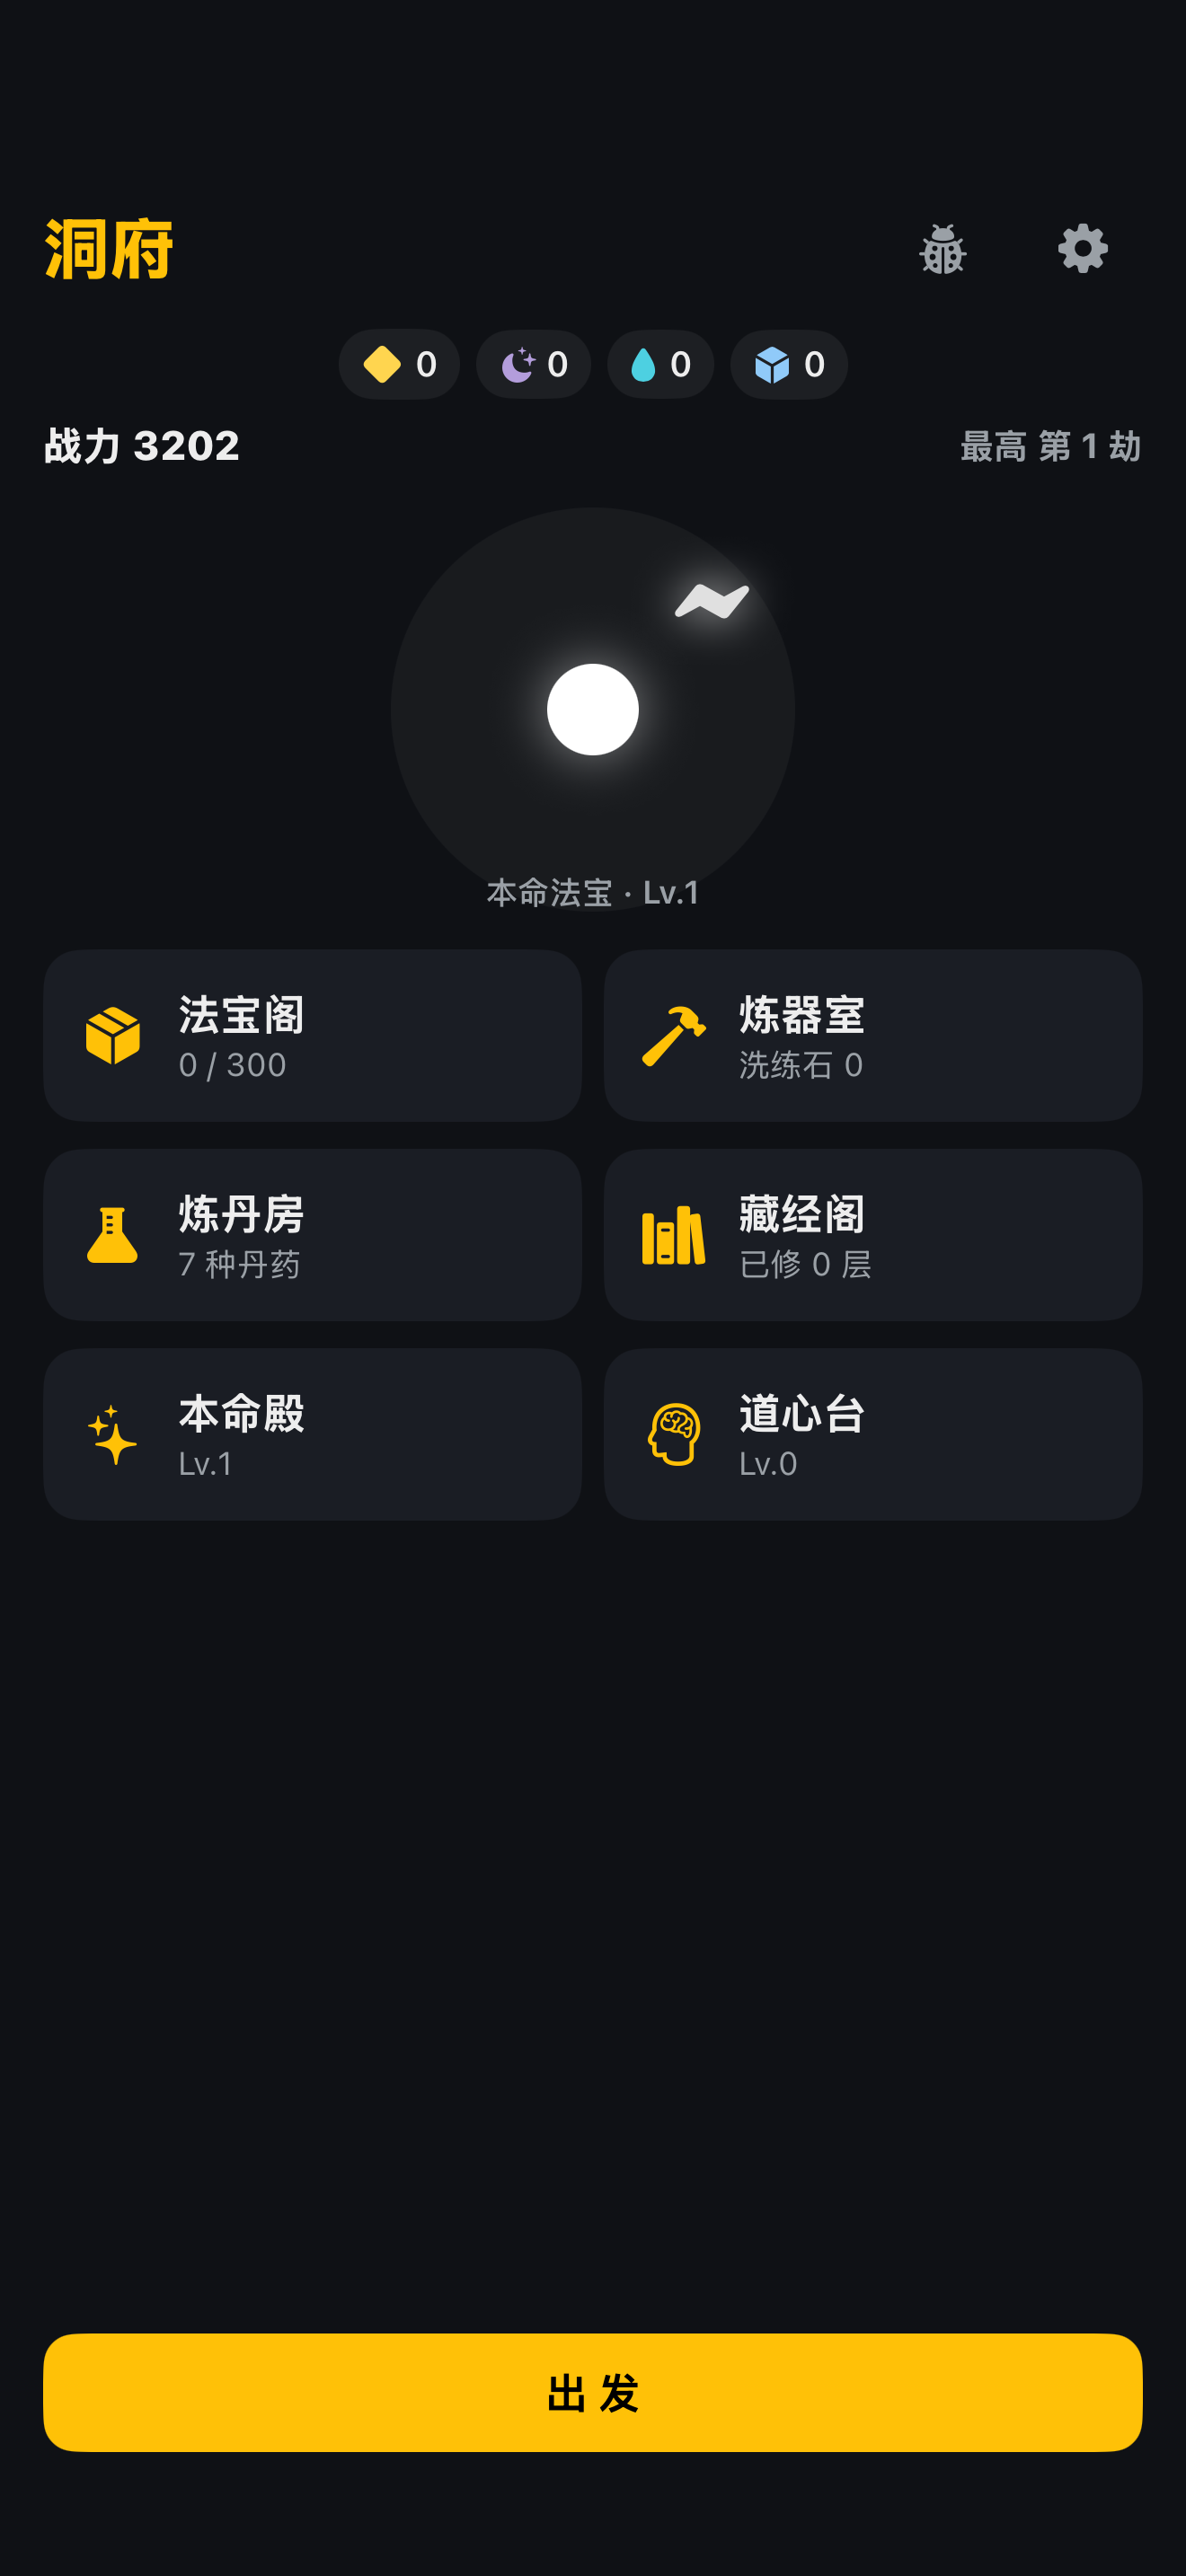 洞府
0 0 0 0
战力 3202
最高 第 1 劫
本命法宝 · Lv.1
法宝阁
0 / 300
炼器室
洗练石 0
炼丹房
7 种丹药
藏经阁
已修 0 层
本命殿
Lv.1
道心台
Lv.0
出 发